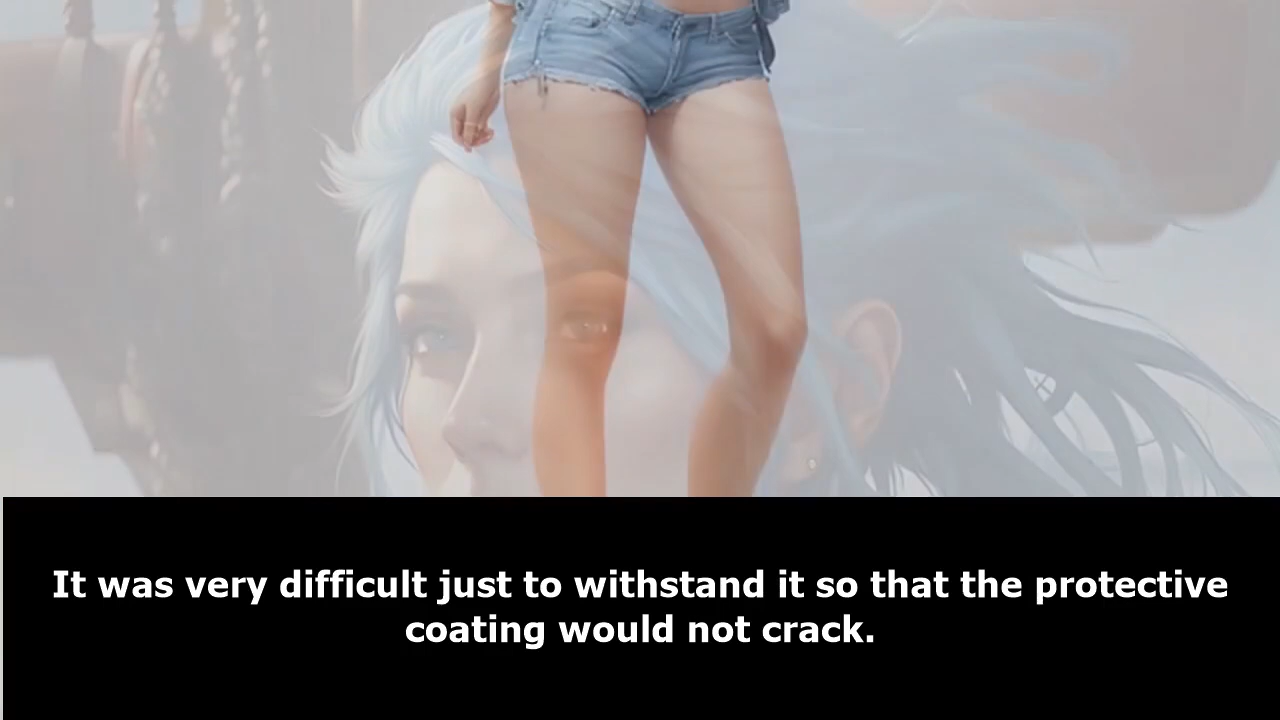 It was very difficult just to withstand it so that the protective
coating would not crack.